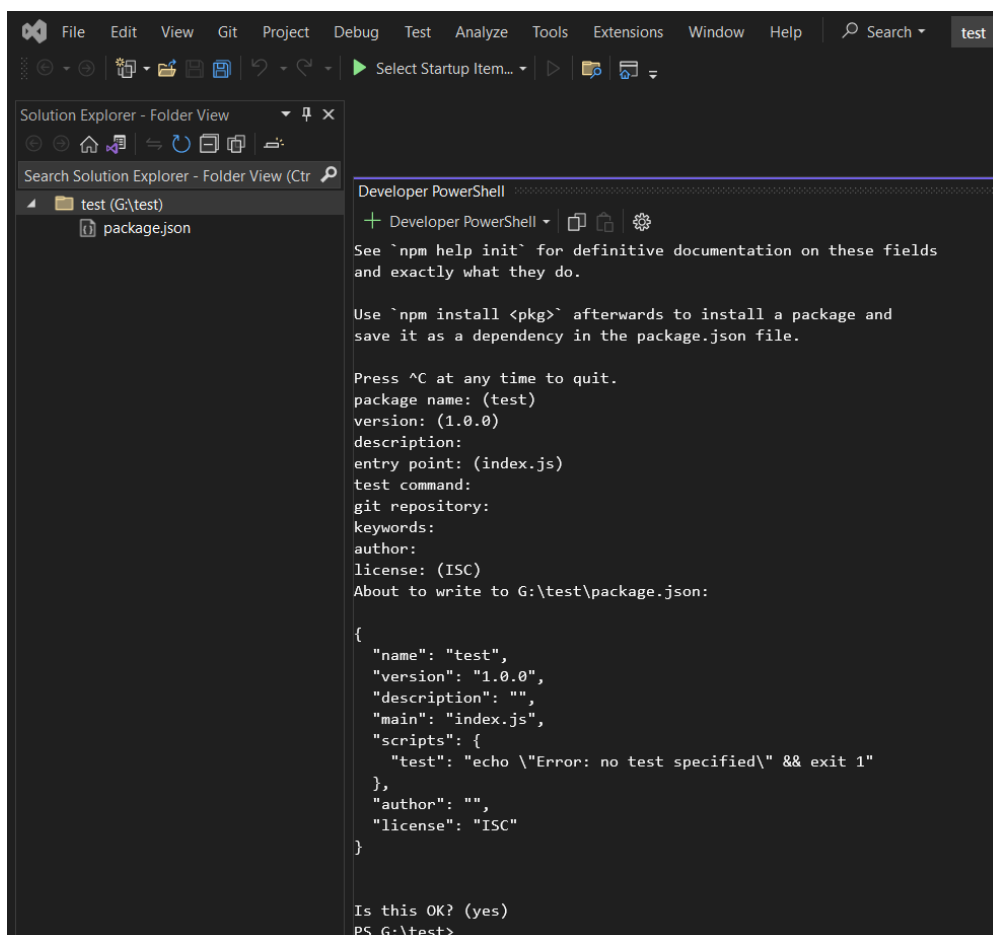 File Edit View Git Project Debug Test Analyze Tools Extensions Window Help Search test
Select Startup Item...
Solution Explorer - Folder View
Search Solution Explorer - Folder View (Ctr
test (G:\test)
package.json
Developer PowerShell
Developer PowerShell
See `npm help init` for definitive documentation on these fields
and exactly what they do.
Use `npm install <pkg>` afterwards to install a package and
save it as a dependency in the package.json file.
Press ^C at any time to quit.
package name: (test)
version: (1.0.0)
description:
entry point: (index.js)
test command:
git repository:
keywords:
author:
license: (ISC)
About to write to G:\test\package.json:
{
  "name": "test",
  "version": "1.0.0",
  "description": "",
  "main": "index.js",
  "scripts": {
    "test": "echo \"Error: no test specified\" && exit 1"
  },
  "author": "",
  "license": "ISC"
}
Is this OK? (yes)
PS G:\test>